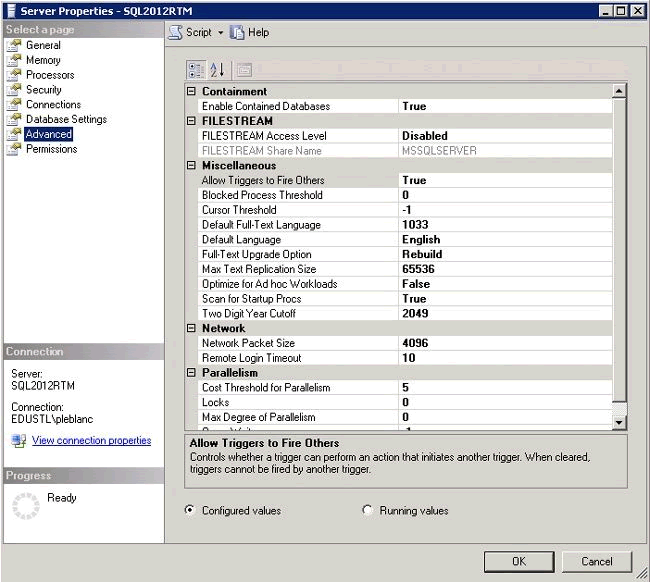 Server Properties - SQL2012RTM
Select a page
General
Memory
Processors
Security
Connections
Database Settings
Advanced
Permissions
Script Help
Containment
Enable Contained Databases True
FILESTREAM
FILESTREAM Access Level Disabled
FILESTREAM Share Name MSSQLSERVER
Miscellaneous
Allow Triggers to Fire Others True
Blocked Process Threshold 0
Cursor Threshold -1
Default Full-Text Language 1033
Default Language English
Full-Text Upgrade Option Rebuild
Max Text Replication Size 65536
Optimize for Ad hoc Workloads False
Scan for Startup Procs True
Two Digit Year Cutoff 2049
Network
Network Packet Size 4096
Remote Login Timeout 10
Parallelism
Cost Threshold for Parallelism 5
Locks 0
Max Degree of Parallelism 0
Connection
Server:
SQL2012RTM
Connection:
EDUSTL\pleblanc
View connection properties
Progress
Ready
Allow Triggers to Fire Others
Controls whether a trigger can perform an action that initiates another trigger. When cleared,
triggers cannot be fired by another trigger.
Configured values Running values
OK Cancel